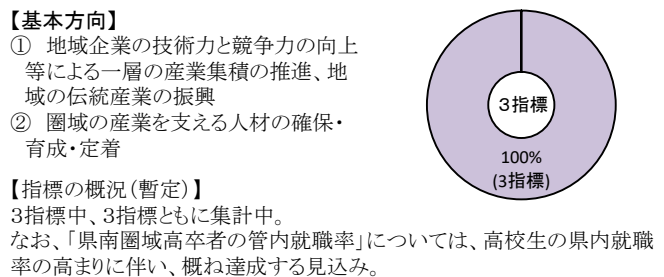 【基本方向】
① 地域企業の技術力と競争力の向上
等による一層の産業集積の推進、地
域の伝統産業の振興
② 圏域の産業を支える人材の確保・
育成・定着
3指標
100%
(3指標)
【指標の概況(暫定)】
3指標中、3指標ともに集計中。
なお、「県南圏域高卒者の管内就職率」については、高校生の県内就職
率の高まりに伴い、概ね達成する見込み。